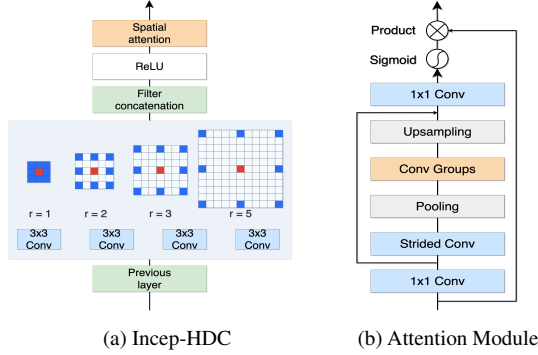 Spatial
attention
ReLU
Filter
concatenation
r = 1
r = 2
r = 3
r = 5
3x3
Conv
3x3
Conv
3x3
Conv
3x3
Conv
Previous
layer
(a) Incep-HDC
Product
Sigmoid
1x1 Conv
Upsampling
Conv Groups
Pooling
Strided Conv
1x1 Conv
(b) Attention Module